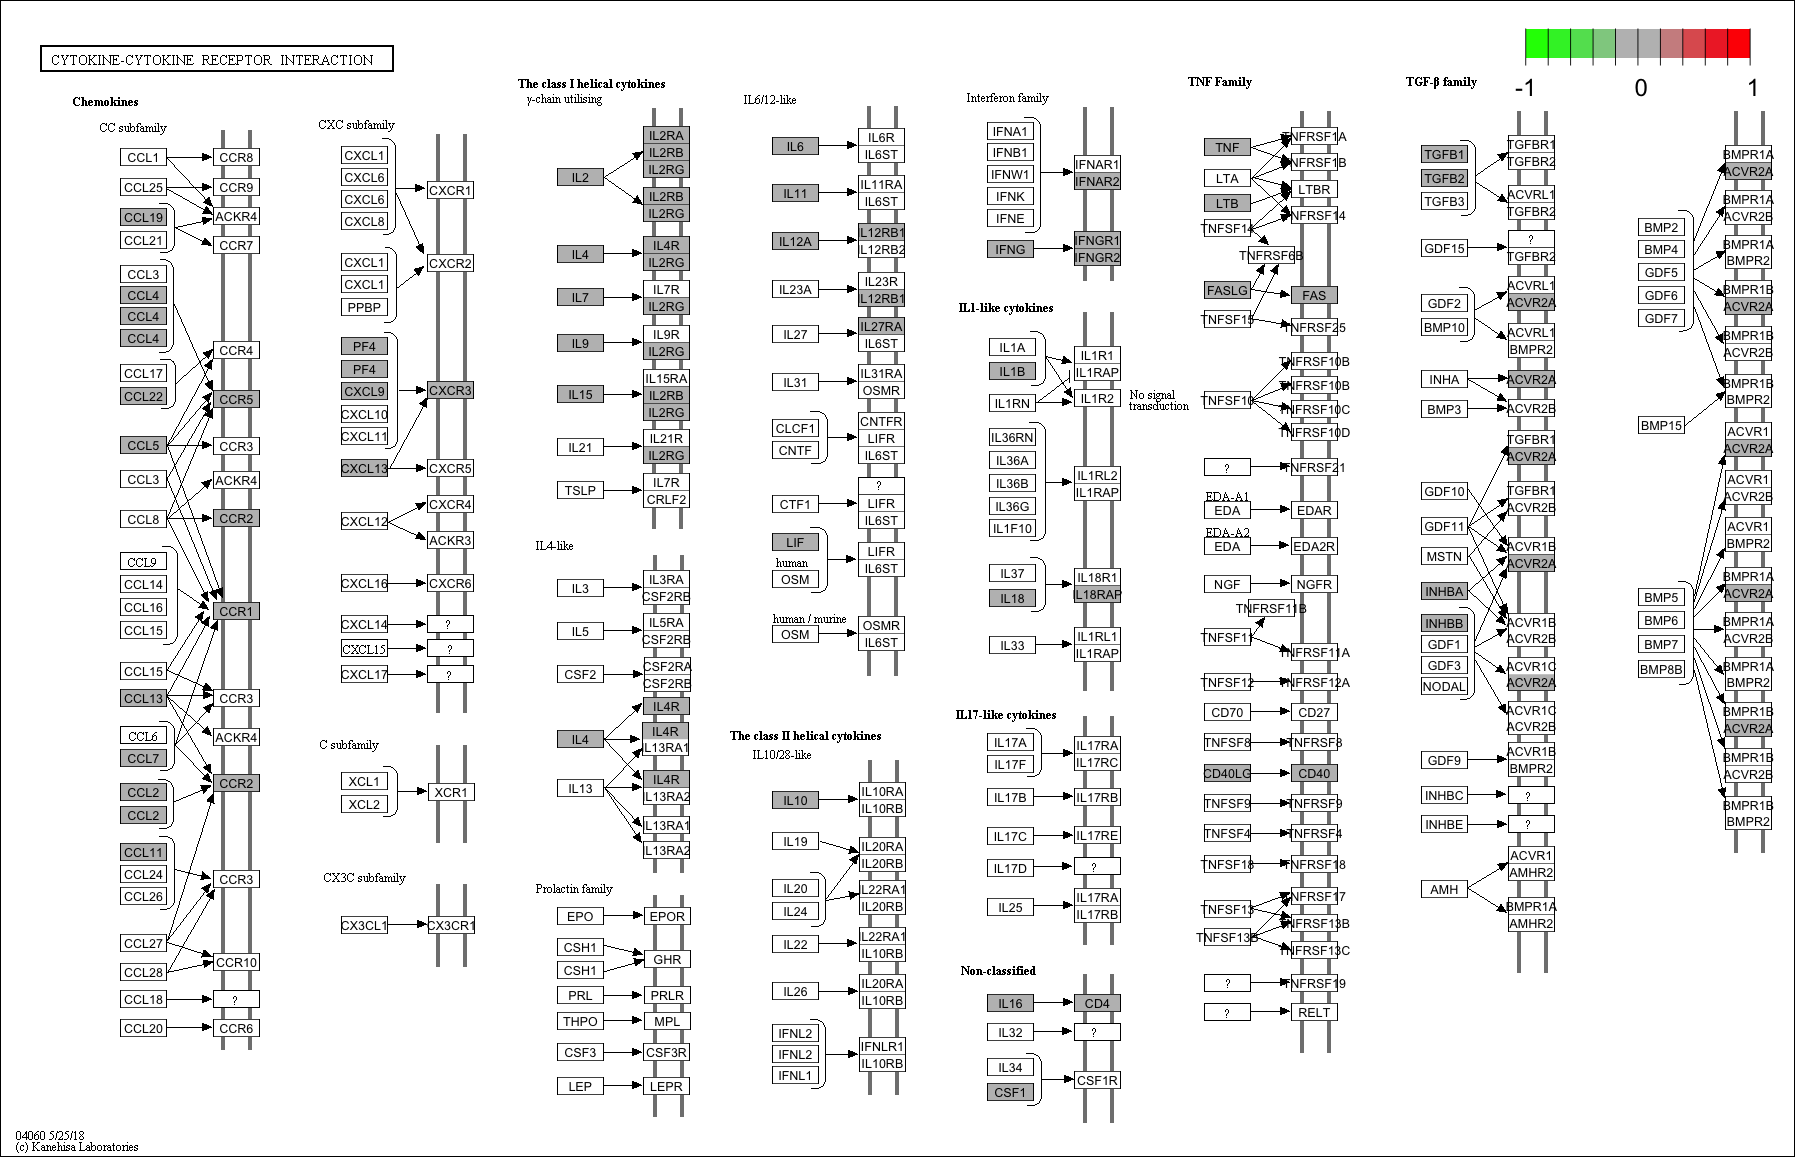 CYTOKINE-CYTOKINE RECEPTOR INTERACTION
-1
0
1
Chemokines
CC subfamily
CCL1
CCR8
CCL25
CCR9
CCL19
ACKR4
CCL21
CCR7
CCL3
CCL4
CCL4
CCL4
CCR4
CCL17
CCL22
CCR5
CCL5
CCR3
CCL3
ACKR4
CCL8
CCR2
CCL9
CCL14
CCL16
CCR1
CCL15
CCL15
CCL13
CCR3
CCL6
ACKR4
CCL7
CCR2
CCL2
CCL2
CCL11
CCL24
CCR3
CCL26
CCL27
CCR10
CCL28
CCL18
?
CCL20
CCR6
CXC subfamily
CXCL1
CXCL6
CXCL6
CXCL8
CXCR1
CXCL1
CXCR2
CXCL1
PPBP
PF4
PF4
CXCL9
CXCR3
CXCL10
CXCL11
CXCL13
CXCR5
CXCR4
CXCL12
ACKR3
CXCL16
CXCR6
CXCL14
?
CXCL15
?
CXCL17
?
C subfamily
XCL1
XCL2
XCR1
CX3C subfamily
CX3CL1
CX3CR1
The class I helical cytokines
γ-chain utilising
IL2RA
IL2RB
IL2RG
IL2
IL2RB
IL2RG
IL4
IL4R
IL2RG
IL7
IL7R
IL2RG
IL9
IL9R
IL2RG
IL15
IL15RA
IL2RB
IL2RG
IL21
IL21R
IL2RG
TSLP
IL7R
CRLF2
IL4-like
IL3
IL3RA
CSF2RB
IL5
IL5RA
CSF2RB
CSF2
CSF2RA
CSF2RB
IL4R
IL4
IL4R
IL13RA1
IL13
IL4R
IL13RA2
IL13RA1
IL13RA2
Prolactin family
EPO
EPOR
CSH1
CSH1
GHR
PRL
PRLR
THPO
MPL
CSF3
CSF3R
LEP
LEPR
IL6/12-like
IL6
IL6R
IL6ST
IL11
IL11RA
IL6ST
IL12A
IL12RB1
IL12RB2
IL23A
IL23R
IL12RB1
IL27
IL27RA
IL6ST
IL31
IL31RA
OSMR
CLCF1
CNTF
CNTFR
LIFR
IL6ST
CTF1
?
LIFR
IL6ST
LIF
human
OSM
LIFR
IL6ST
human / murine
OSM
OSMR
IL6ST
The class II helical cytokines
IL10/28-like
IL10
IL10RA
IL10RB
IL19
IL20RA
IL20RB
IL20
IL24
IL22RA1
IL20RB
IL22
IL22RA1
IL10RB
IL26
IL20RA
IL10RB
IFNL2
IFNL2
IFNL1
IFNLR1
IL10RB
Interferon family
IFNA1
IFNB1
IFNW1
IFNK
IFNE
IFNAR1
IFNAR2
IFNG
IFNGR1
IFNGR2
IL1-like cytokines
IL1A
IL1B
IL1R1
IL1RAP
IL1RN
IL1R2
No signal
transduction
IL36RN
IL36A
IL36B
IL36G
IL1F10
IL1RL2
IL1RAP
IL37
IL18
IL18R1
IL18RAP
IL33
IL1RL1
IL1RAP
IL17-like cytokines
IL17A
IL17F
IL17RA
IL17RC
IL17B
IL17RB
IL17C
IL17RE
IL17D
?
IL25
IL17RA
IL17RB
Non-classified
IL16
CD4
IL32
?
IL34
CSF1
CSF1R
TNF Family
TNF
TNFRSF1A
TNFRSF1B
LTA
LTBR
LTB
TNFRSF14
TNFSF14
TNFRSF6B
FASLG
FAS
TNFSF15
TNFRSF25
TNFRSF10B
TNFRSF10B
TNFSF10
TNFRSF10C
TNFRSF10D
?
TNFRSF21
EDA-A1
EDA
EDAR
EDA-A2
EDA
EDA2R
NGF
NGFR
TNFRSF11B
TNFSF11
TNFRSF11A
TNFSF12
TNFRSF12A
CD70
CD27
TNFSF8
TNFRSF8
CD40LG
CD40
TNFSF9
TNFRSF9
TNFSF4
TNFRSF4
TNFSF18
TNFRSF18
TNFRSF17
TNFSF13
TNFRSF13B
TNFSF13B
TNFRSF13C
?
TNFRSF19
?
RELT
TGF-β family
TGFB1
TGFB2
TGFB3
TGFBR1
TGFBR2
ACVRL1
TGFBR2
GDF15
?
TGFBR2
GDF2
BMP10
ACVRL1
ACVR2A
ACVRL1
BMPR2
INHA
ACVR2A
BMP3
ACVR2B
TGFBR1
ACVR2A
GDF10
TGFBR1
ACVR2B
GDF11
MSTN
ACVR1B
ACVR2A
INHBA
INHBB
GDF1
GDF3
NODAL
ACVR1B
ACVR2B
ACVR1C
ACVR2A
ACVR1C
ACVR2B
GDF9
ACVR1B
BMPR2
INHBC
?
INHBE
?
AMH
ACVR1
AMHR2
BMPR1A
AMHR2
BMP2
BMP4
GDF5
GDF6
GDF7
BMPR1A
ACVR2A
BMPR1A
ACVR2B
BMPR1A
BMPR2
BMPR1B
ACVR2A
BMPR1B
ACVR2B
BMPR1B
BMPR2
BMP15
ACVR1
ACVR2A
ACVR1
ACVR2B
ACVR1
BMPR2
BMP5
BMP6
BMP7
BMP8B
BMPR1A
ACVR2A
BMPR1A
ACVR2B
BMPR1A
BMPR2
BMPR1B
ACVR2A
BMPR1B
ACVR2B
BMPR1B
BMPR2
04060 5/25/18
(c) Kanehisa Laboratories